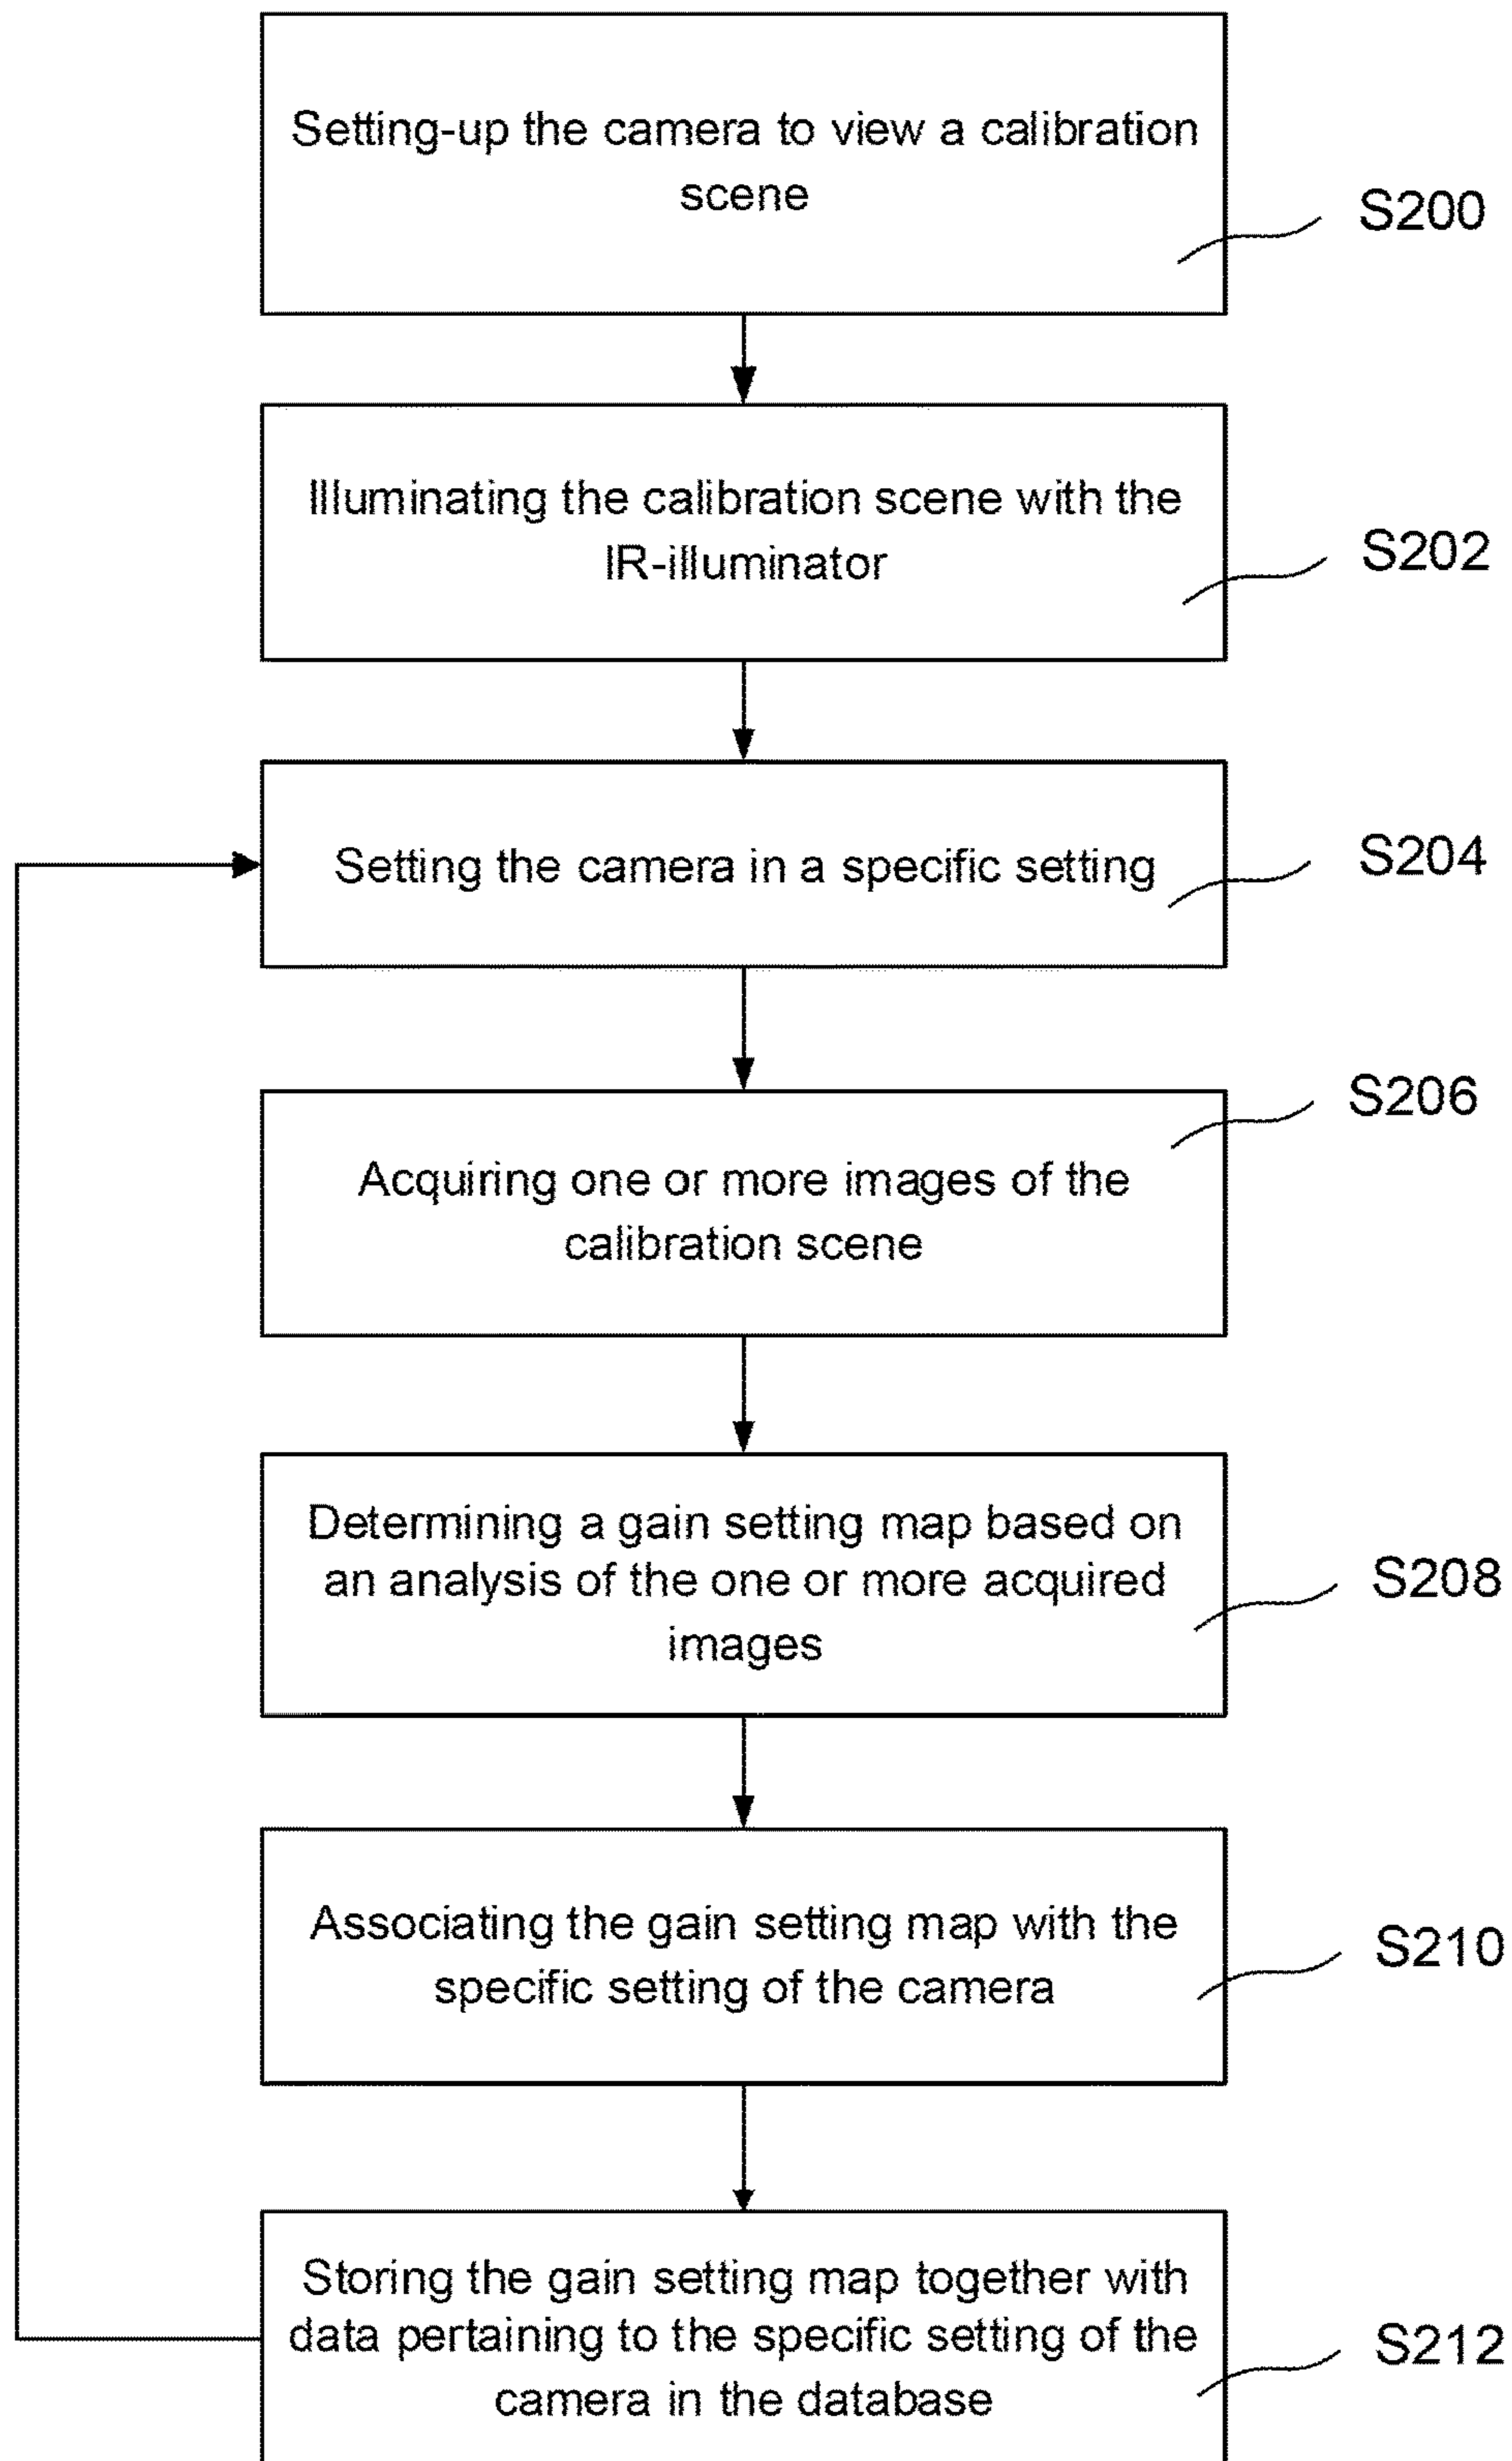 Setting-up the camera to view a calibration
scene
S200
Illuminating the calibration scene with the
IR-illuminator
S202
Setting the camera in a specific setting
S204
S206
Acquiring one or more images of the
calibration scene
Determining a gain setting map based on
an analysis of the one or more acquired
images
S208
Associating the gain setting map with the
specific setting of the camera
S210
Storing the gain setting map together with
data pertaining to the specific setting of the
camera in the database
S212